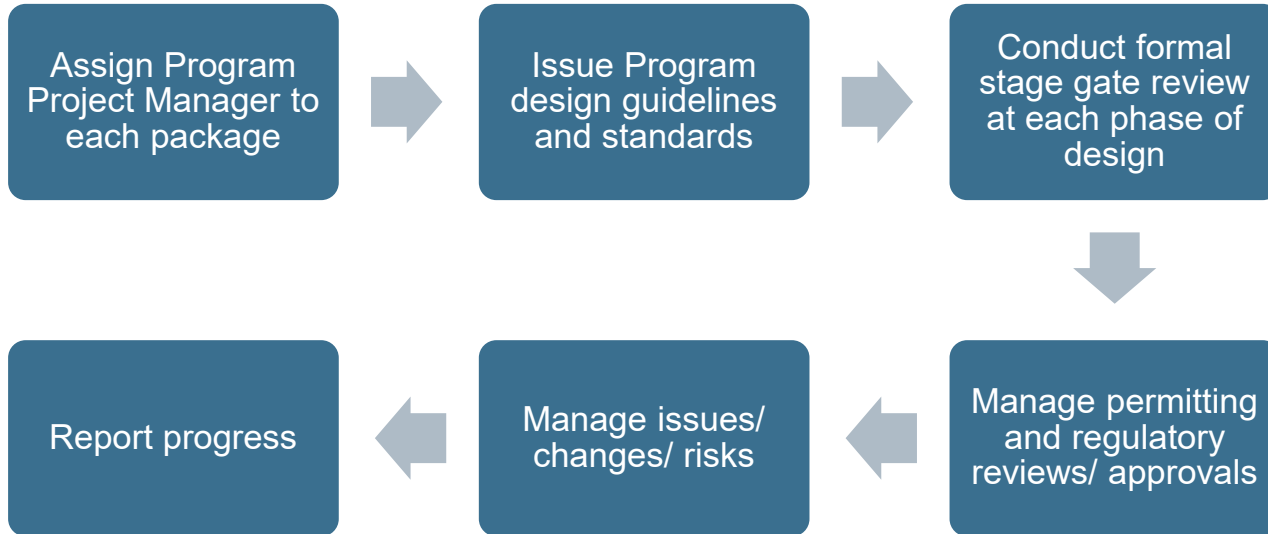 Assign Program
Project Manager to
each package
Issue Program
design guidelines
and standards
Conduct formal
stage gate review
at each phase of
design
Manage permitting
and regulatory
reviews/ approvals
Manage issues/
changes/ risks
Report progress